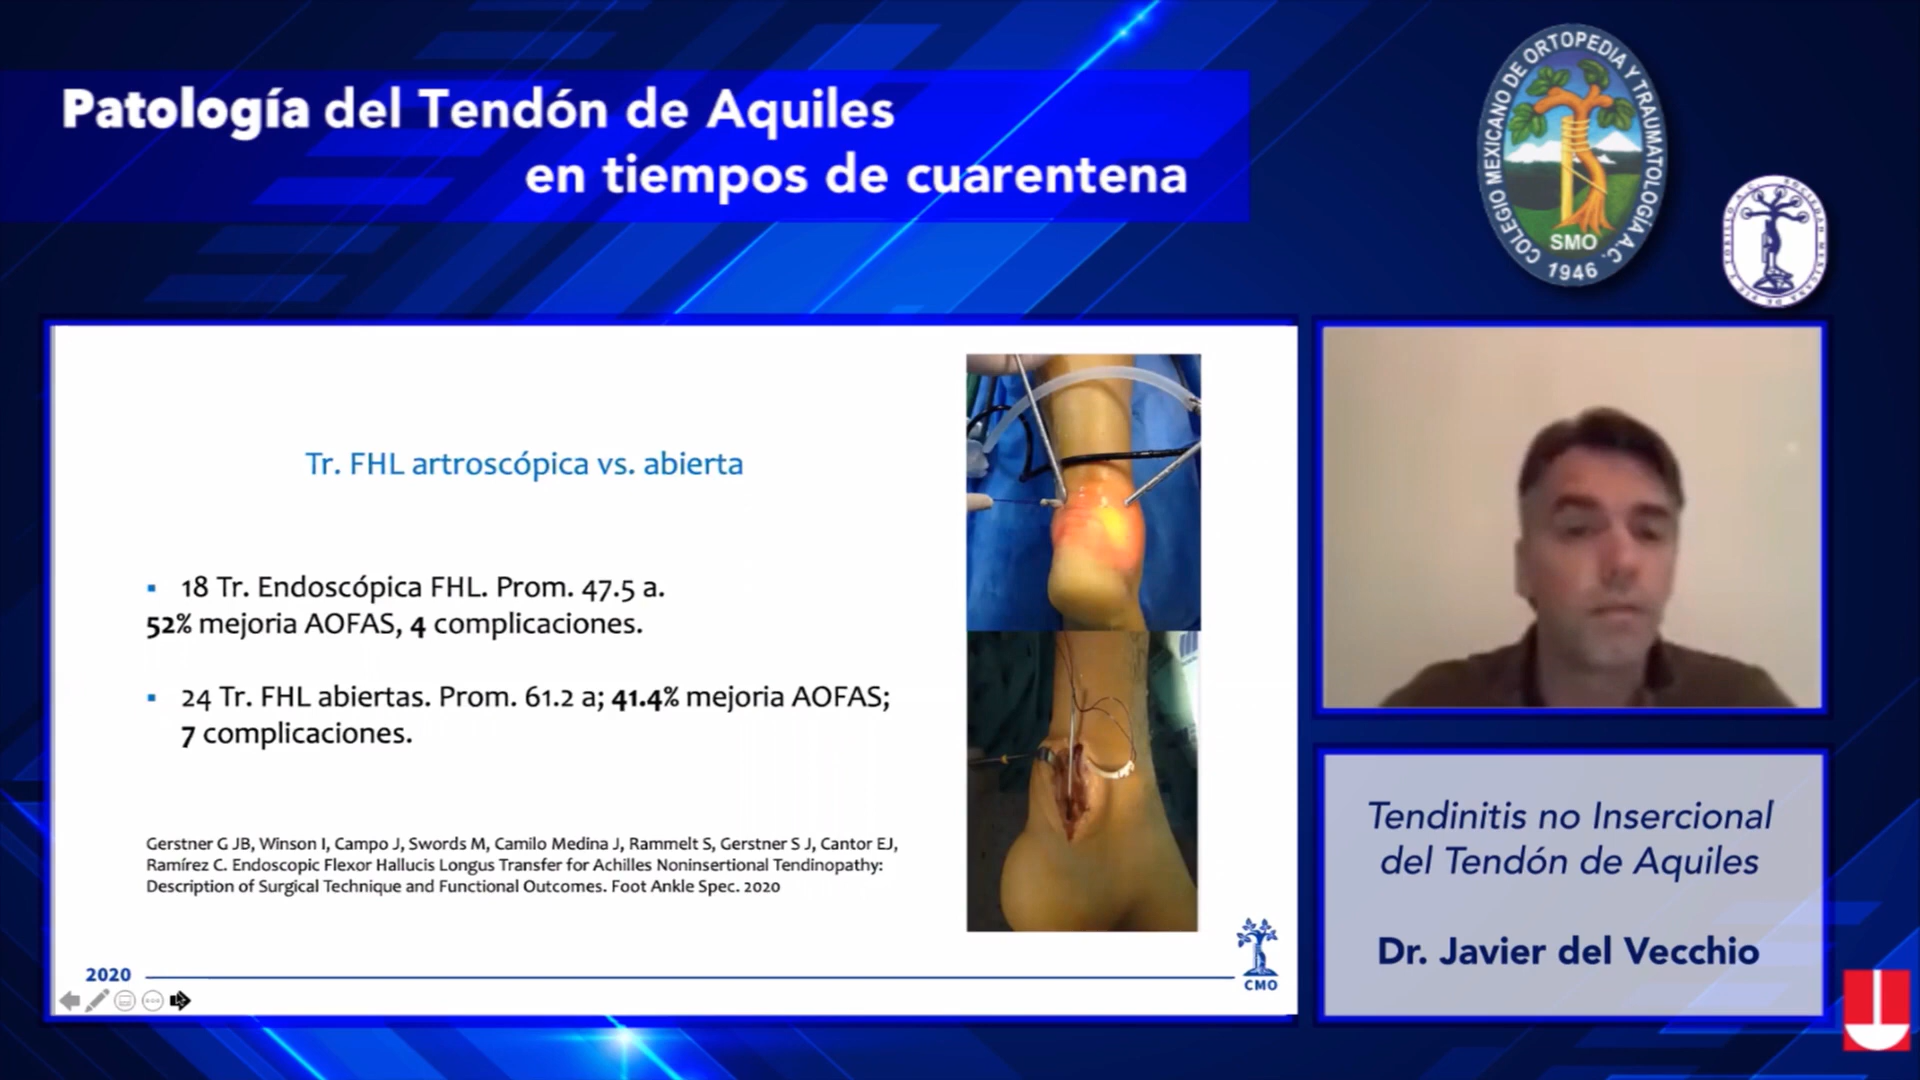 Patología del Tendón de Aquiles
en tiempos de cuarentena
COLEGIO MEXICANO DE ORTOPEDIA Y TRAUMATOLOGÍA A.C.
SMO
1946
Tr. FHL artroscópica vs. abierta
▪ 18 Tr. Endoscópica FHL. Prom. 47.5 a.
52% mejoria AOFAS, 4 complicaciones.
▪ 24 Tr. FHL abiertas. Prom. 61.2 a; 41.4% mejoria AOFAS;
7 complicaciones.
Gerstner G JB, Winson I, Campo J, Swords M, Camilo Medina J, Rammelt S, Gerstner S J, Cantor EJ,
Ramírez C. Endoscopic Flexor Hallucis Longus Transfer for Achilles Noninsertional Tendinopathy:
Description of Surgical Technique and Functional Outcomes. Foot Ankle Spec. 2020
2020
CMO
Tendinitis no Insercional
del Tendón de Aquiles
Dr. Javier del Vecchio